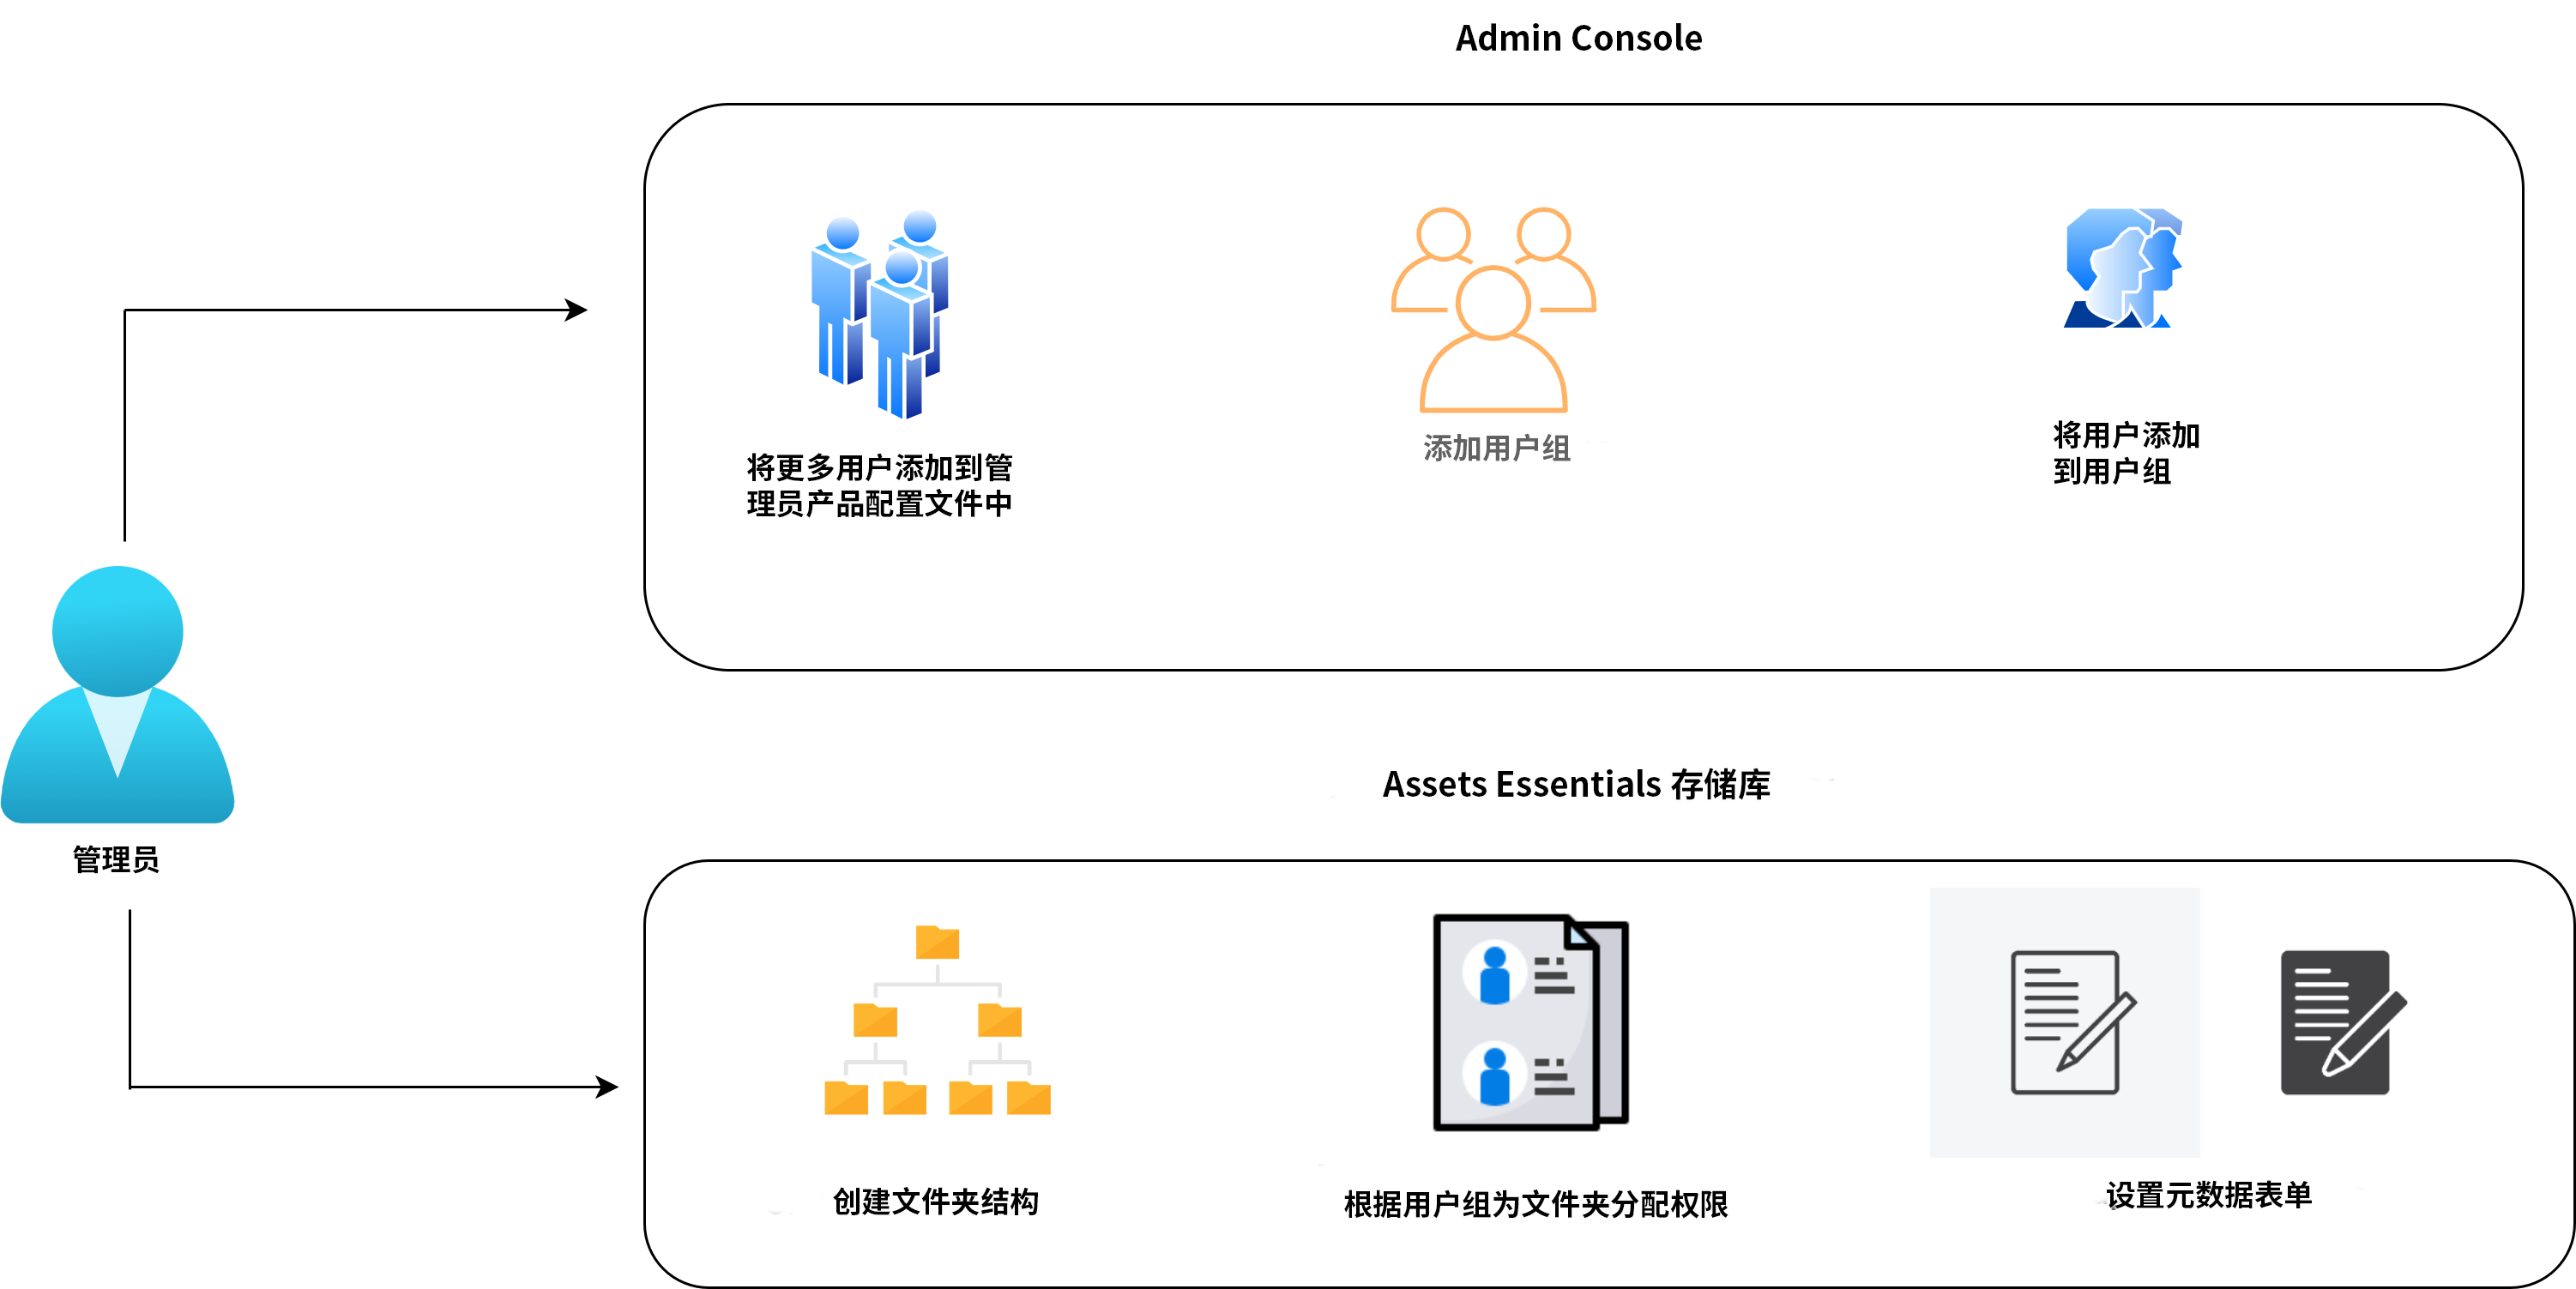 Admin Console
将更多用户添加到管
理员产品配置文件中
添加用户组
将用户添加
到用户组
管理员
Assets Essentials 存储库
创建文件夹结构
根据用户组为文件夹分配权限
设置元数据表单